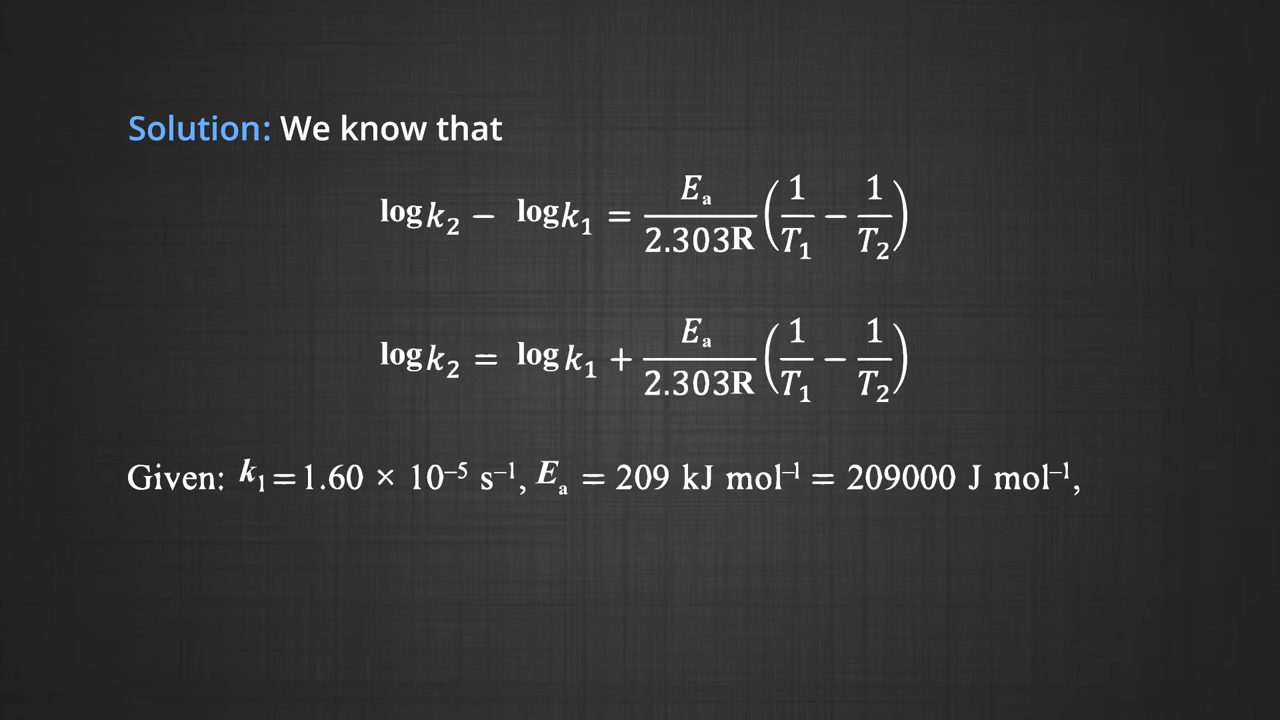 Solution: We know that
log k₂ − log k₁ = Eₐ/2.303R (1/T₁ − 1/T₂)
log k₂ = log k₁ + Eₐ/2.303R (1/T₁ − 1/T₂)
Given: k₁ = 1.60 × 10⁻⁵ s⁻¹, Eₐ = 209 kJ mol⁻¹ = 209000 J mol⁻¹,